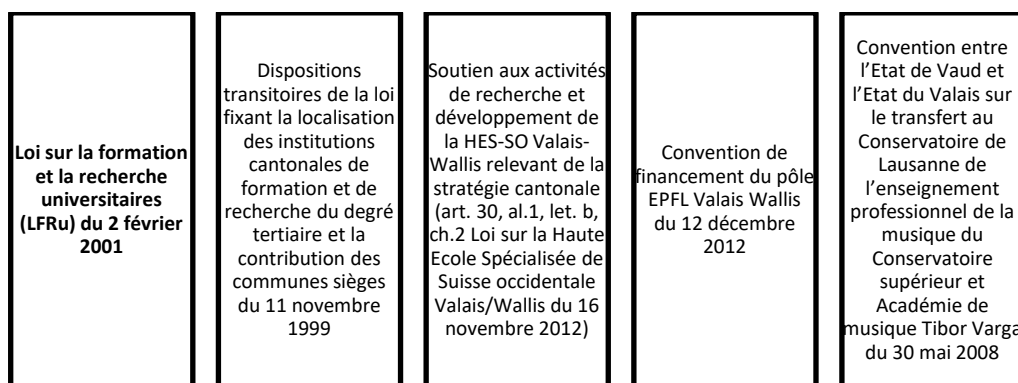 Loi sur la formation
et la recherche
universitaires
(LFRu) du 2 février
2001
Dispositions
transitoires de la loi
fixant la localisation
des institutions
cantonales de
formation et de
recherche du degré
tertiaire et la
contribution des
communes sièges
du 11 novembre
1999
Soutien aux activités
de recherche et
développement de
la HES-SO Valais-
Wallis relevant de la
stratégie cantonale
(art. 30, al.1, let. b,
ch.2 Loi sur la Haute
Ecole Spécialisée de
Suisse occidentale
Valais/Wallis du 16
novembre 2012)
Convention de
financement du pôle
EPFL Valais Wallis
du 12 décembre
2012
Convention entre
l'Etat de Vaud et
l'Etat du Valais sur
le transfert au
Conservatoire de
Lausanne de
l'enseignement
professionnel de la
musique du
Conservatoire
supérieur et
Académie de
musique Tibor Varga
du 30 mai 2008